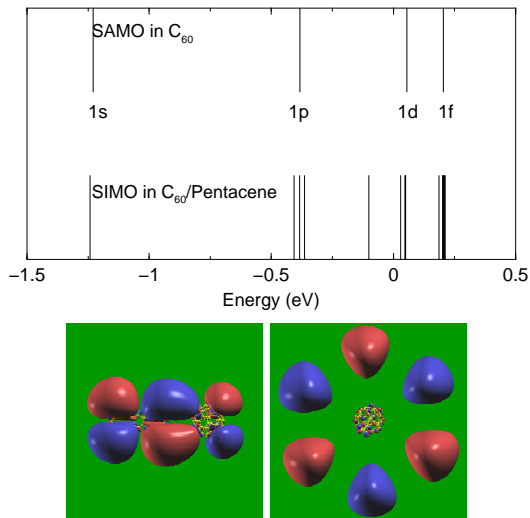 SAMO in C₆₀
1s 1p 1d 1f
SIMO in C₆₀/Pentacene
−1.5 −1 −0.5 0 0.5
Energy (eV)